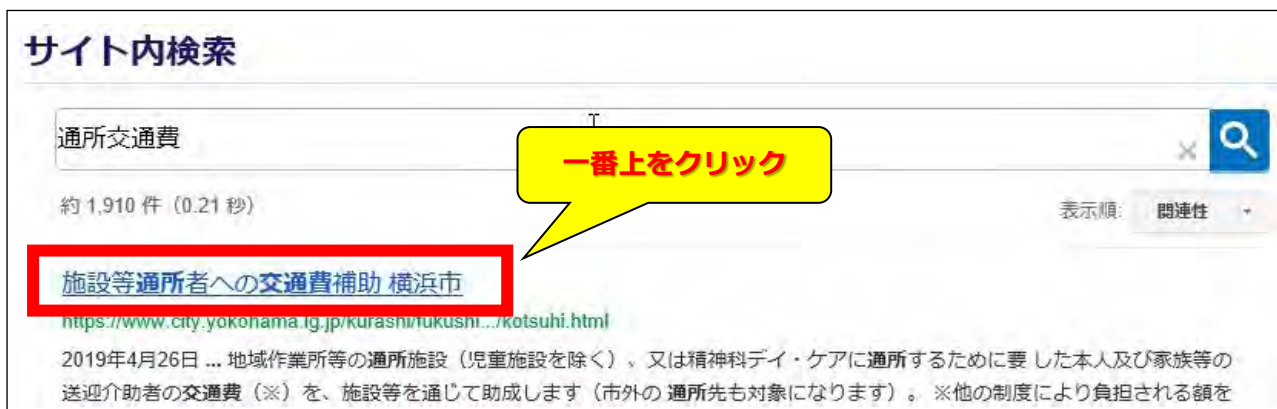 サイト内検索
通所交通費
一番上をクリック
約 1,910 件 (0.21 秒)
表示順: 関連性
施設等通所者への交通費補助 横浜市
https://www.city.yokohama.lg.jp/kurashi/fukushi.../kotsuhi.html
2019年4月26日 ... 地域作業所等の通所施設（児童施設を除く）、又は精神科デイ・ケアに通所するために要 した本人及び家族等の
送迎介助者の交通費（※）を、施設等を通じて助成します（市外の 通所先も対象になります）。 ※他の制度により負担される額を